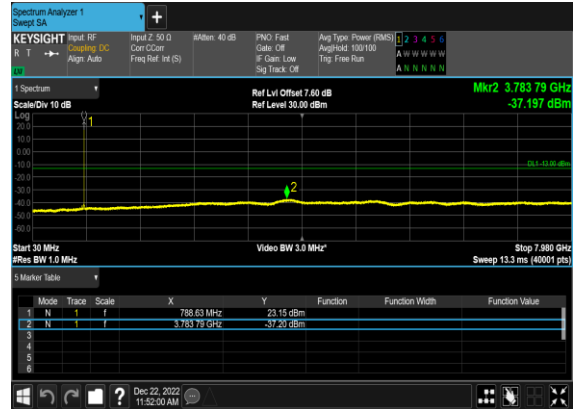 Spectrum Analyzer 1
Swept SA
KEYSIGHT Input: RF Input Z: 50 Ω #Atten: 40 dB PNO: Fast Avg Type: Power (RMS) 1 2 3 4 5 6
R T Coupling: DC Corr CCorr Gate: Off Avg|Hold: 100/100 A W W W W W
Align: Auto Freq Ref: Int (S) IF Gain: Low Trig: Free Run
LXI Sig Track: Off A N N N N N
1 Spectrum Ref Lvl Offset 7.60 dB Mkr2 3.783 79 GHz
Scale/Div 10 dB Ref Level 30.00 dBm -37.197 dBm
Log
1
20.0
10.0
0.00
-10.0 DL1 -13.00 dBm
-20.0
-30.0 2
-40.0
-50.0
-60.0
Start 30 MHz Video BW 3.0 MHz* Stop 7.980 GHz
#Res BW 1.0 MHz Sweep 13.3 ms (40001 pts)
5 Marker Table
Mode Trace Scale X Y Function Function Width Function Value
1 N 1 f 788.63 MHz 23.15 dBm
2 N 1 f 3.783 79 GHz -37.20 dBm
3
4
5
6
? Dec 22, 2022
11:52:00 AM